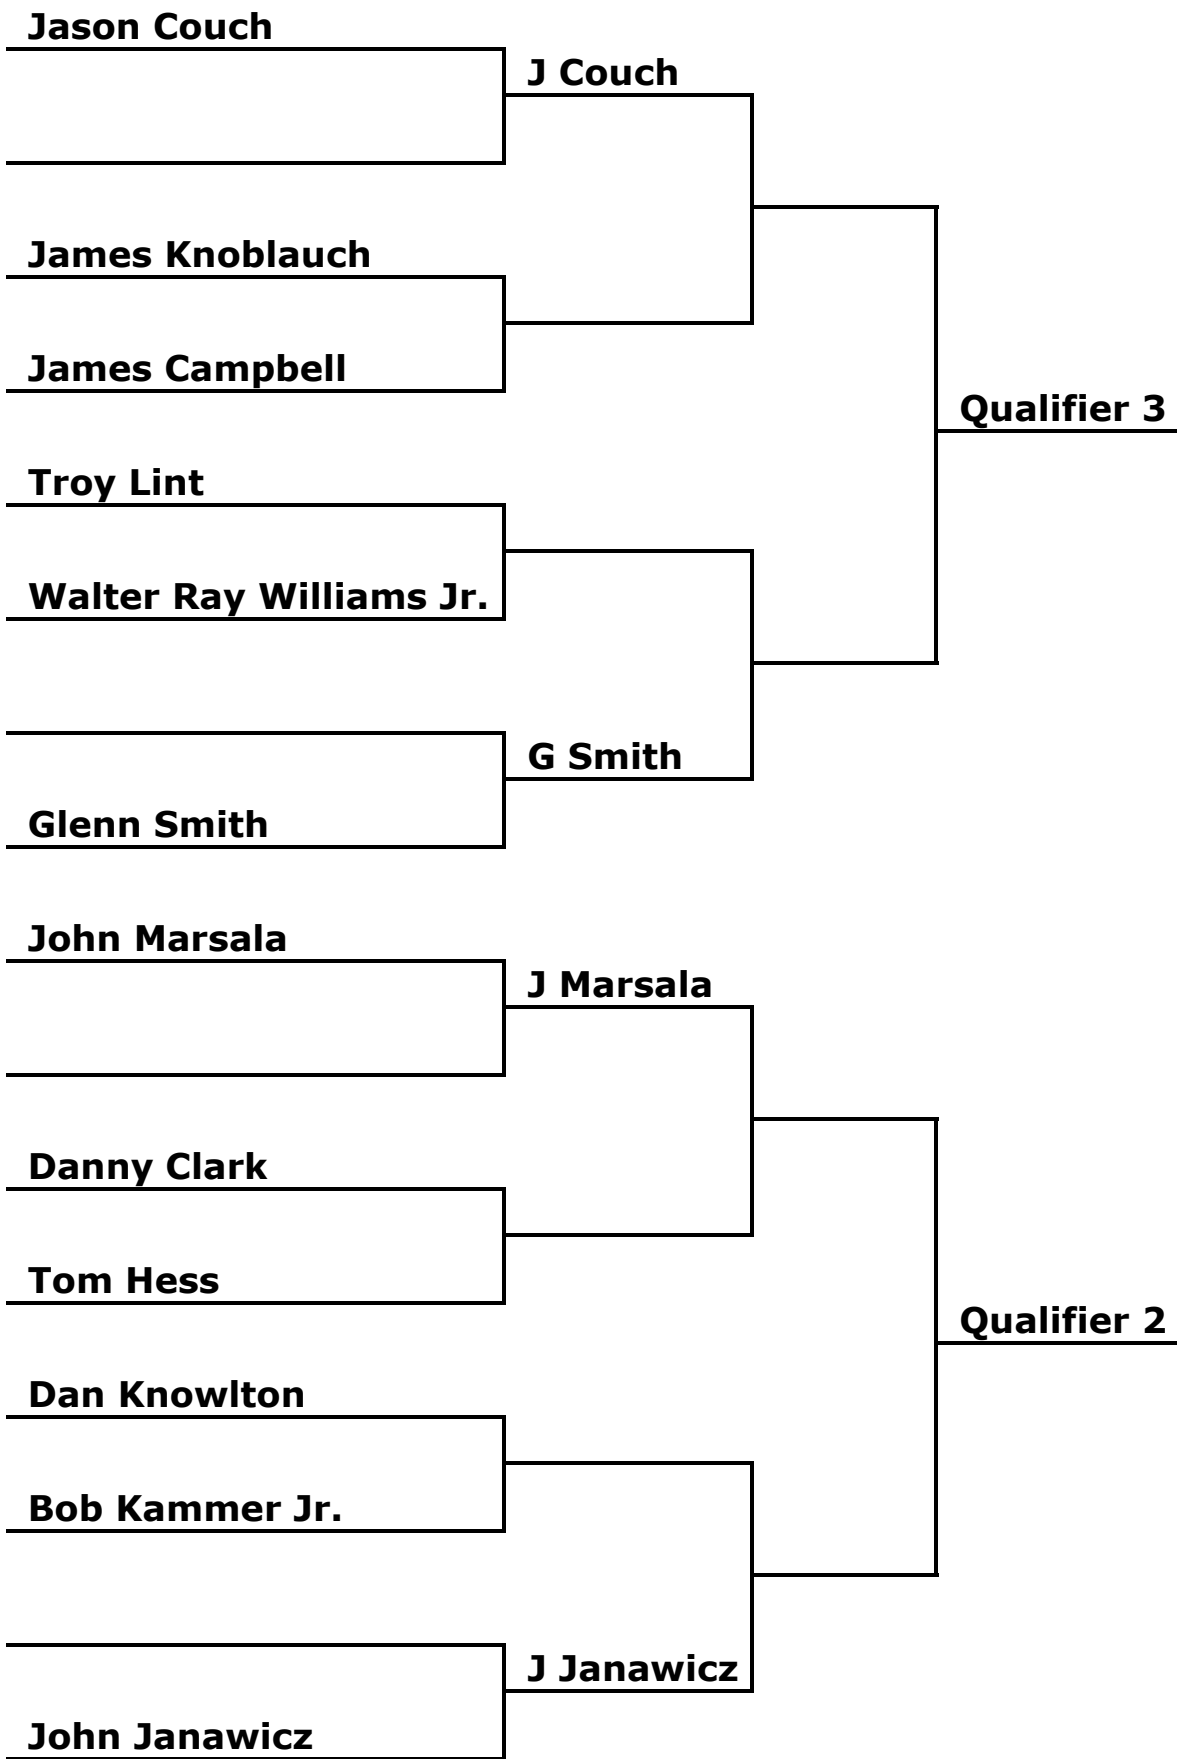 Jason Couch
J Couch
James Knoblauch
James Campbell
Qualifier 3
Troy Lint
Walter Ray Williams Jr.
G Smith
Glenn Smith
John Marsala
J Marsala
Danny Clark
Tom Hess
Qualifier 2
Dan Knowlton
Bob Kammer Jr.
J Janawicz
John Janawicz